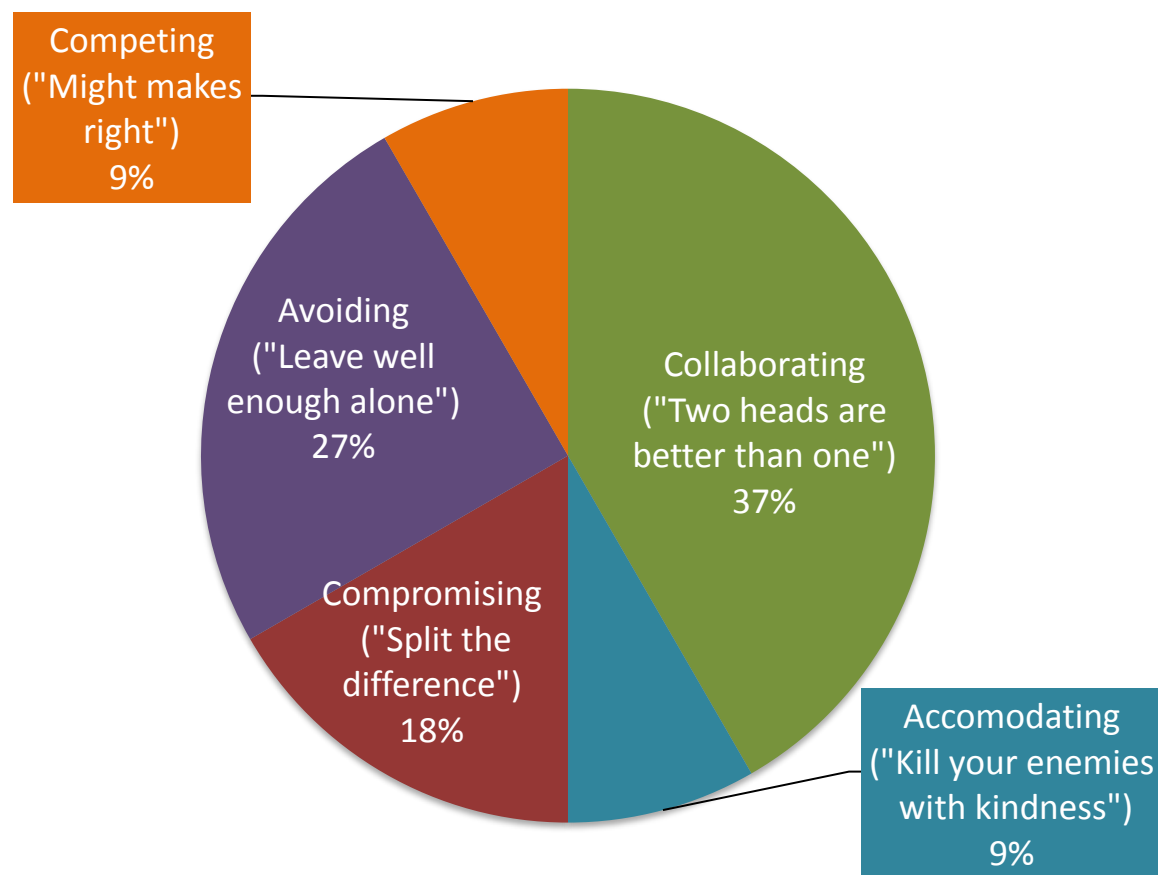 Competing
("Might makes
right")
9%
Avoiding
("Leave well
enough alone")
27%
Collaborating
("Two heads are
better than one")
37%
Compromising
("Split the
difference")
18%
Accomodating
("Kill your enemies
with kindness")
9%